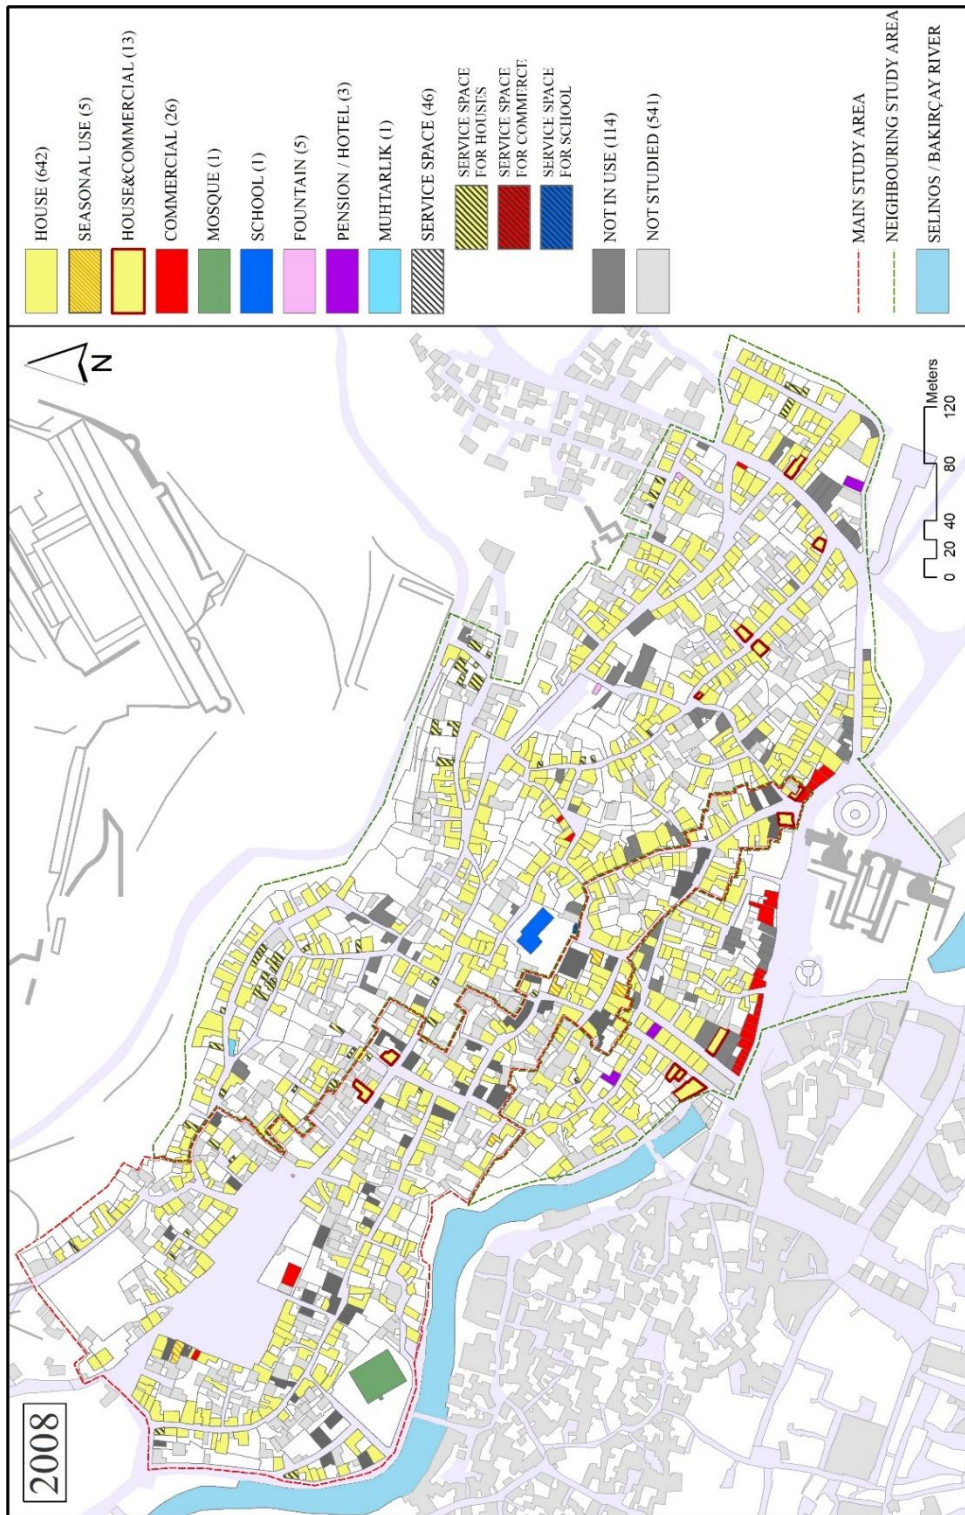 2008
N
0 20 40 80 120
Meters
HOUSE (642)
SEASONAL USE (5)
HOUSE&COMMERCIAL (13)
COMMERCIAL (26)
MOSQUE (1)
SCHOOL (1)
FOUNTAIN (5)
PENSION / HOTEL (3)
MUHTARLIK (1)
SERVICE SPACE (46)
SERVICE SPACE
FOR HOUSES
SERVICE SPACE
FOR COMMERCE
SERVICE SPACE
FOR SCHOOL
NOT IN USE (114)
NOT STUDIED (541)
MAIN STUDY AREA
NEIGHBOURING STUDY AREA
SELINOS / BAKIRÇAY RIVER